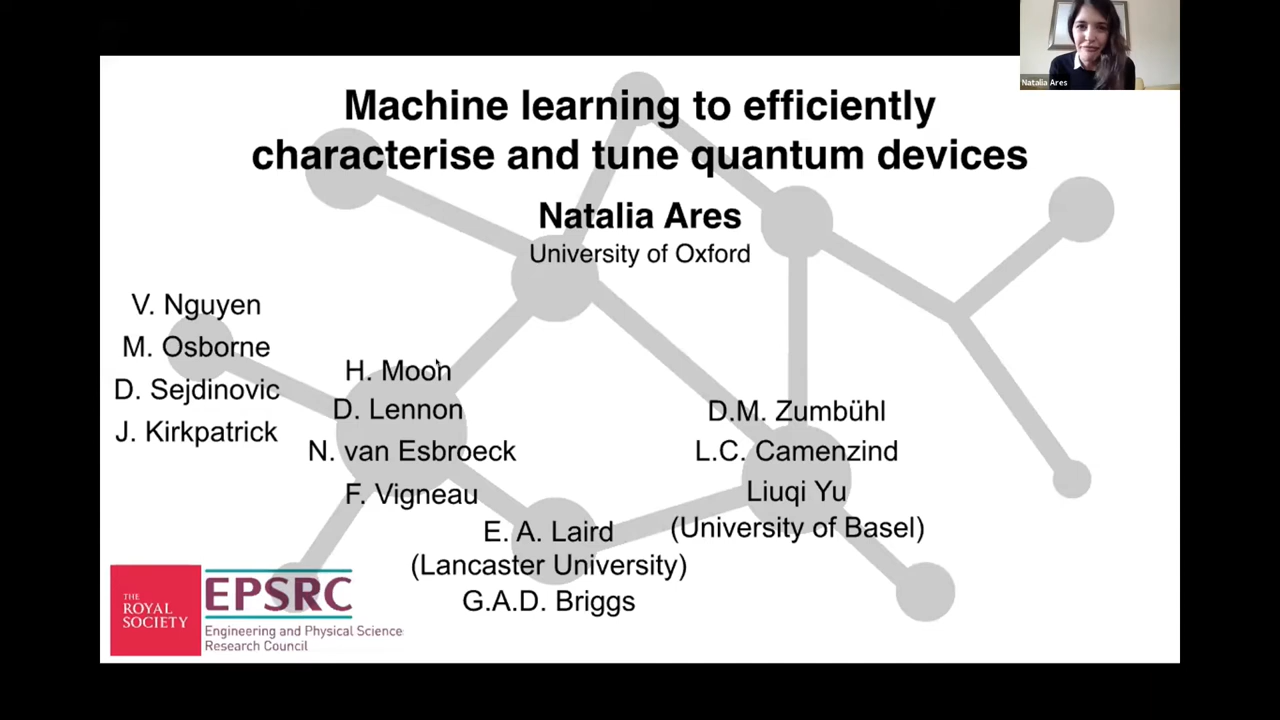 Natalia Ares
Machine learning to efficiently
characterise and tune quantum devices
Natalia Ares
University of Oxford
V. Nguyen
M. Osborne
D. Sejdinovic
J. Kirkpatrick
H. Moon
D. Lennon
N. van Esbroeck
F. Vigneau
E. A. Laird
(Lancaster University)
G.A.D. Briggs
D.M. Zumbühl
L.C. Camenzind
Liuqi Yu
(University of Basel)
THE
ROYAL
SOCIETY
EPSRC
Engineering and Physical Science
Research Council